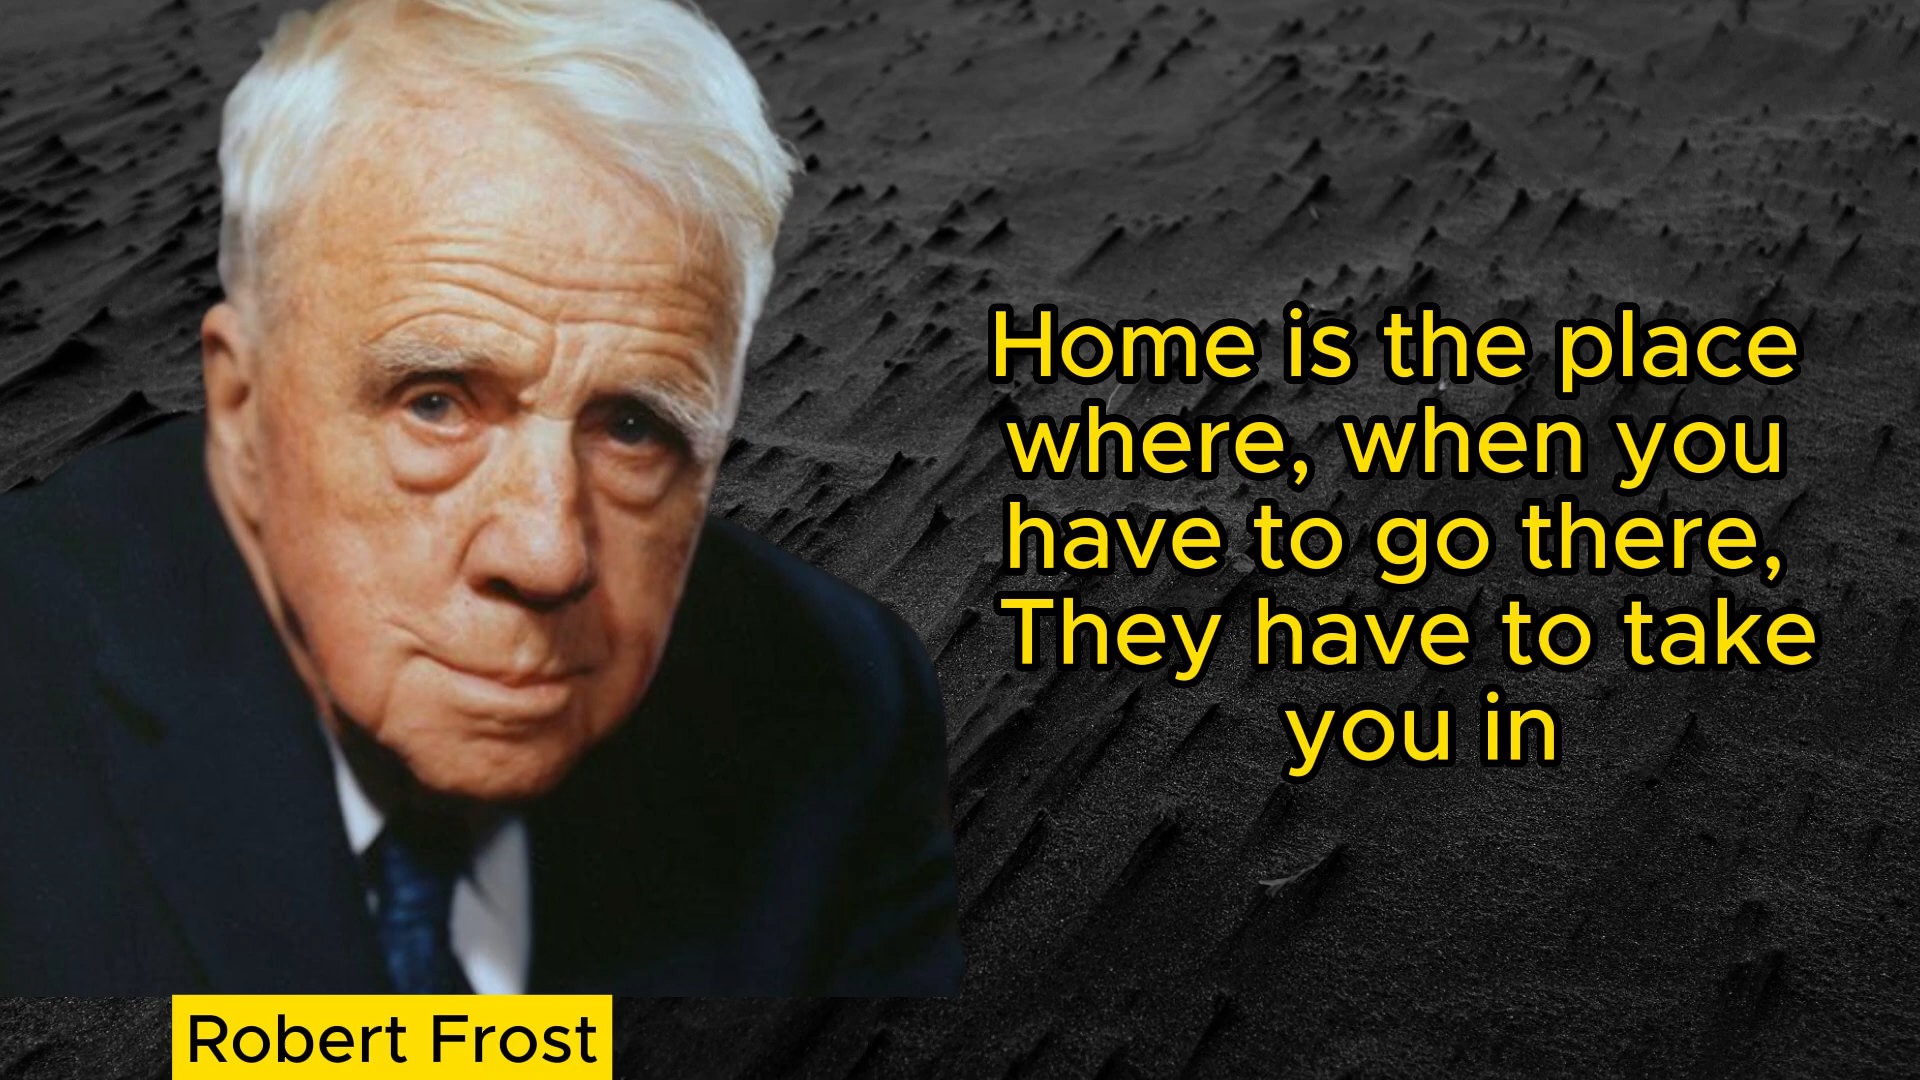 Home is the place
where, when you
have to go there,
They have to take
you in
Robert Frost